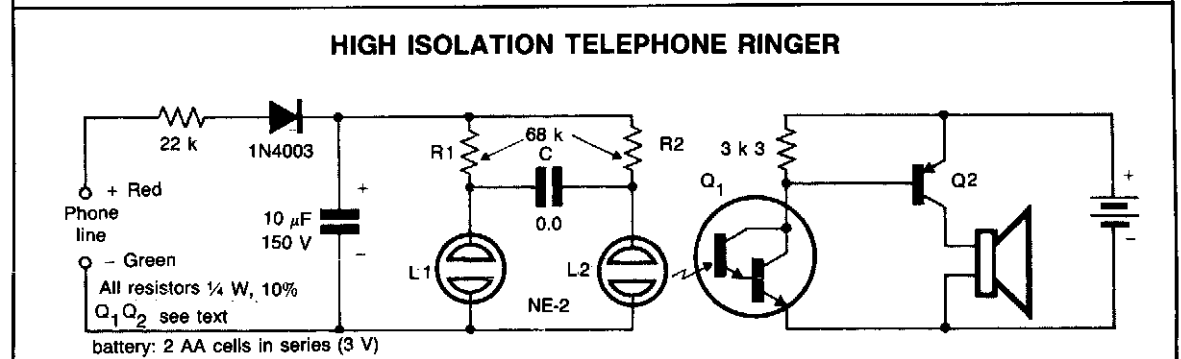 HIGH ISOLATION TELEPHONE RINGER
22 k
1N4003
+ Red
Phone
line
− Green
10 μF
150 V
+
−
R1
68 k
C
0.0
R2
L1
L2
NE-2
3 k 3
Q1
Q2
+
−
All resistors ¼ W, 10%
Q1 Q2 see text
battery: 2 AA cells in series (3 V)